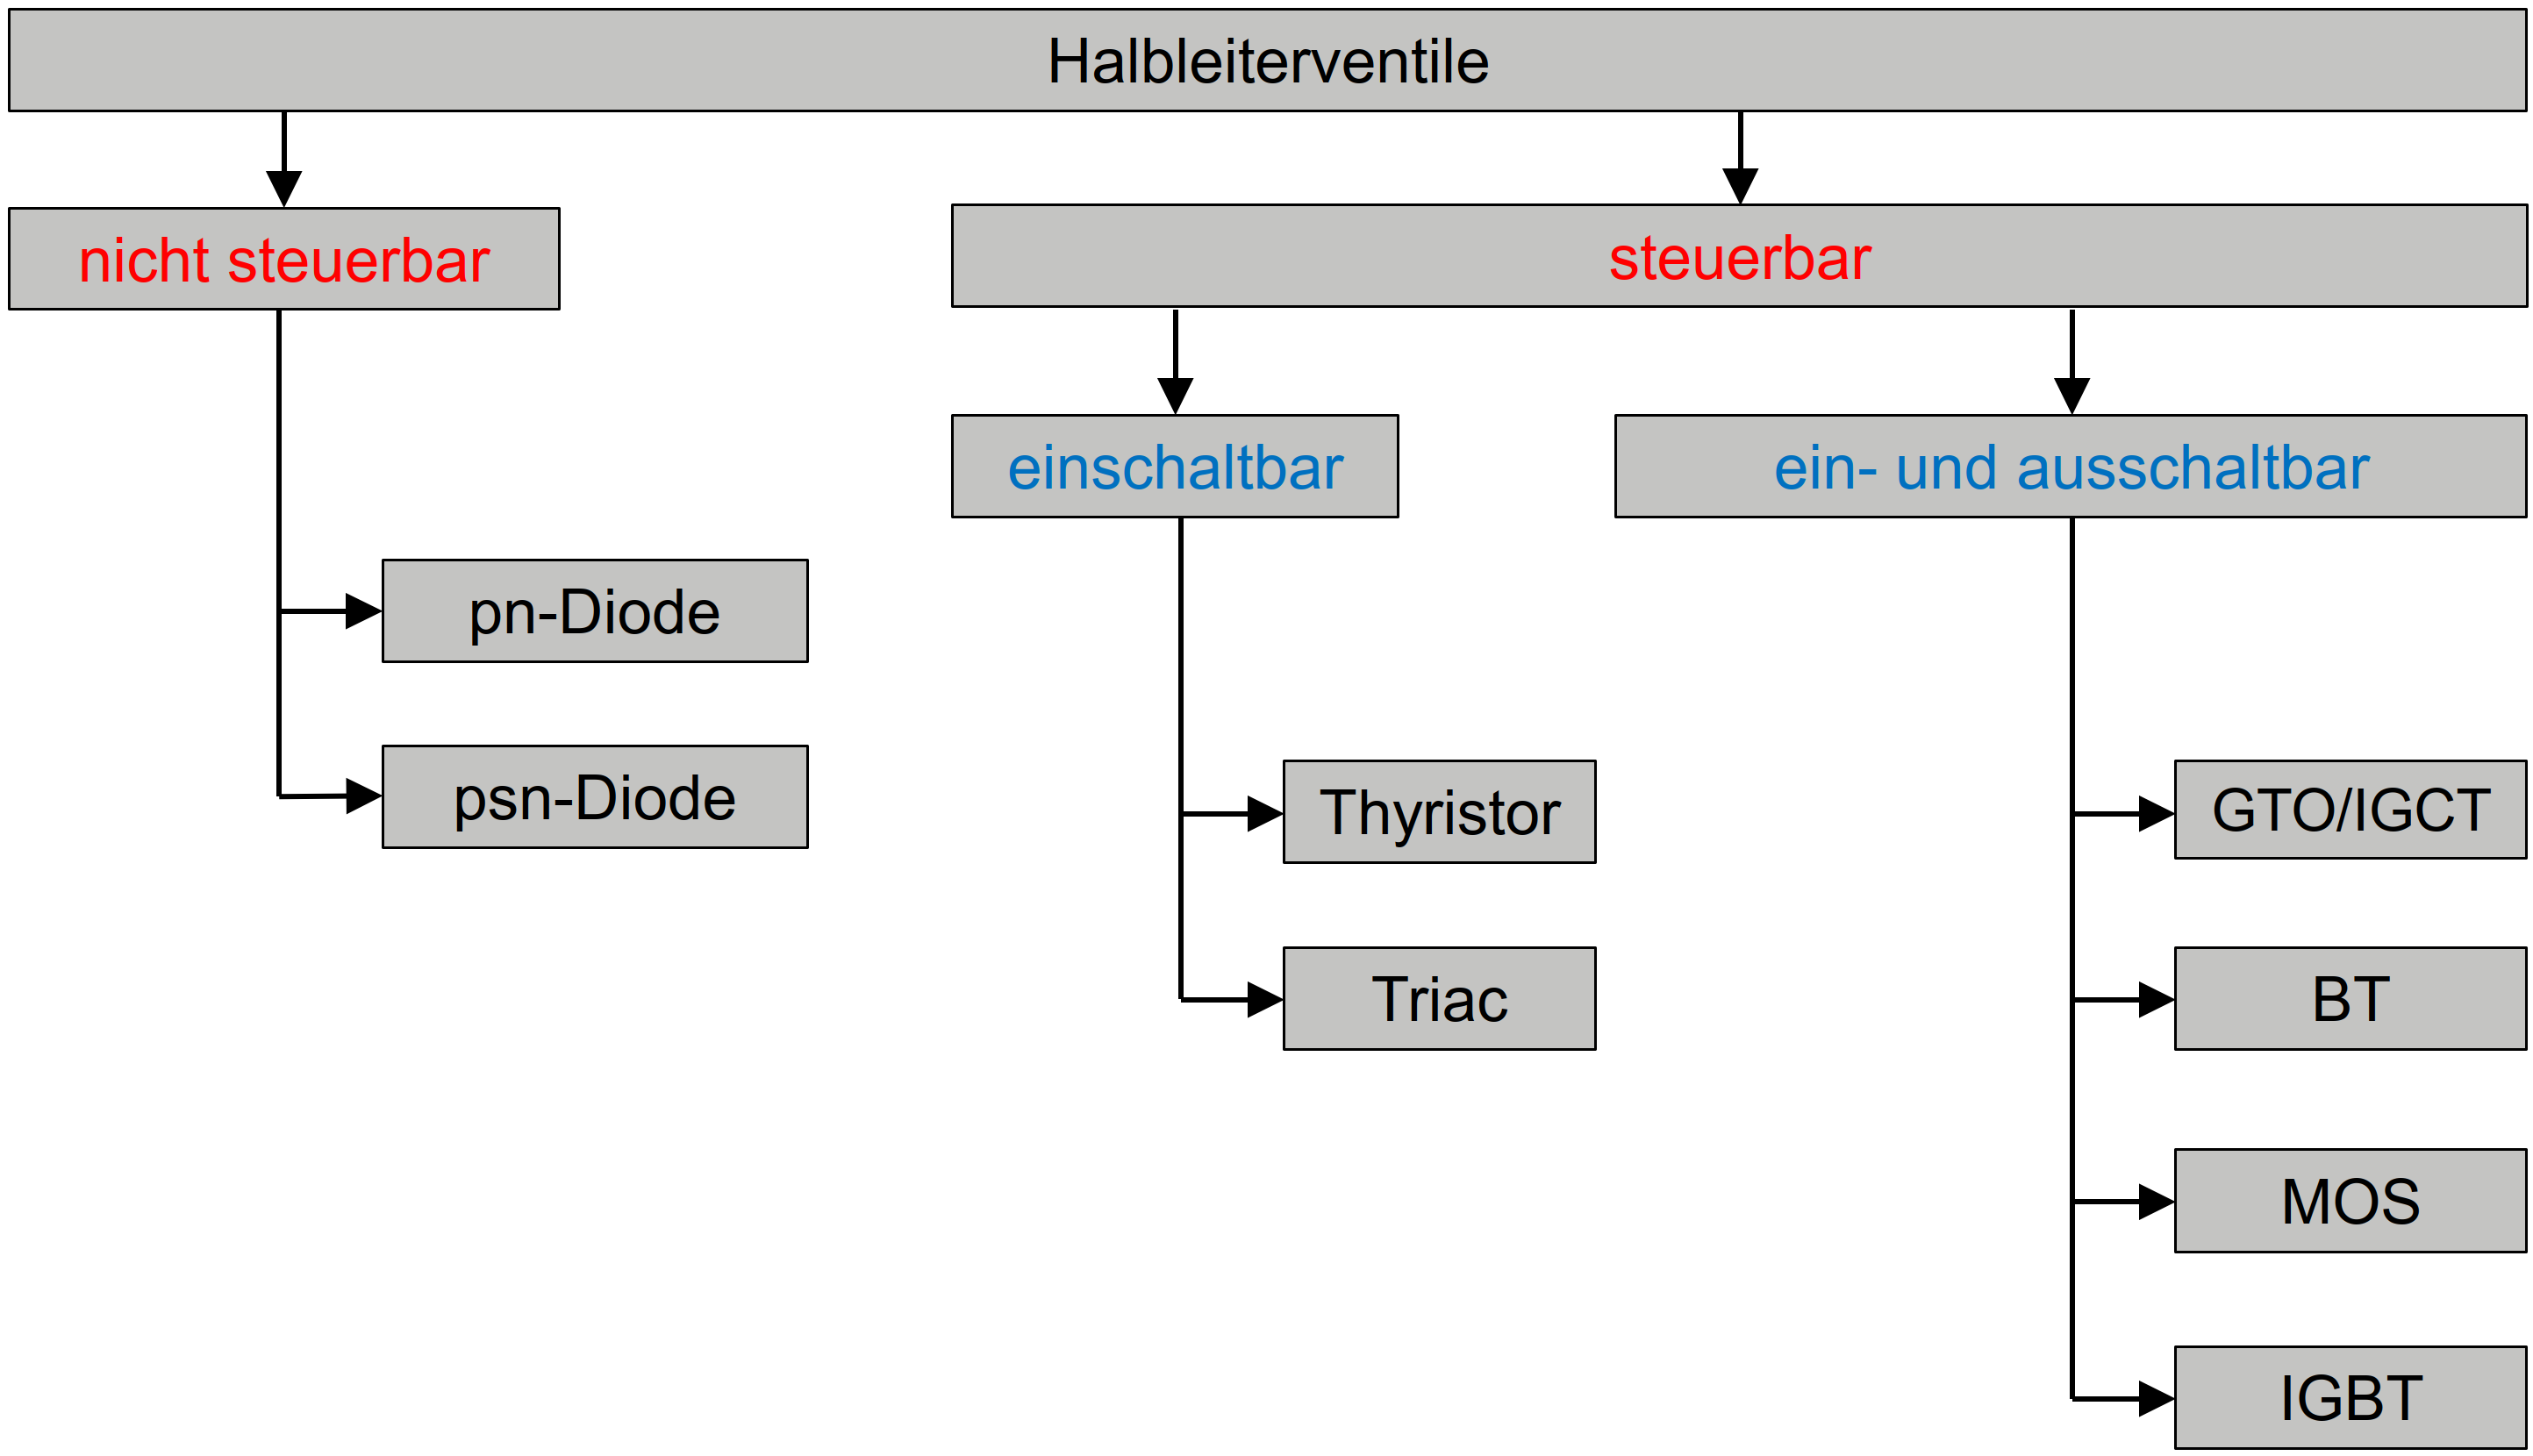 Halbleiterventile
nicht steuerbar
steuerbar
einschaltbar
ein- und ausschaltbar
pn-Diode
psn-Diode
Thyristor
Triac
GTO/IGCT
BT
MOS
IGBT